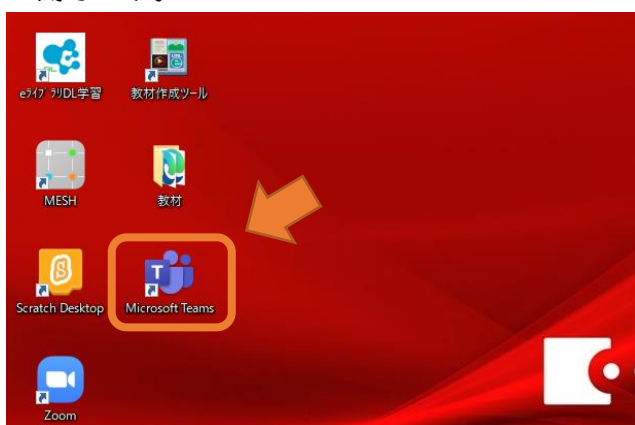 eﾗｲﾌﾞﾗﾘDL学習
教材作成ツール
MESH
教材
Scratch Desktop
Microsoft Teams
Zoom